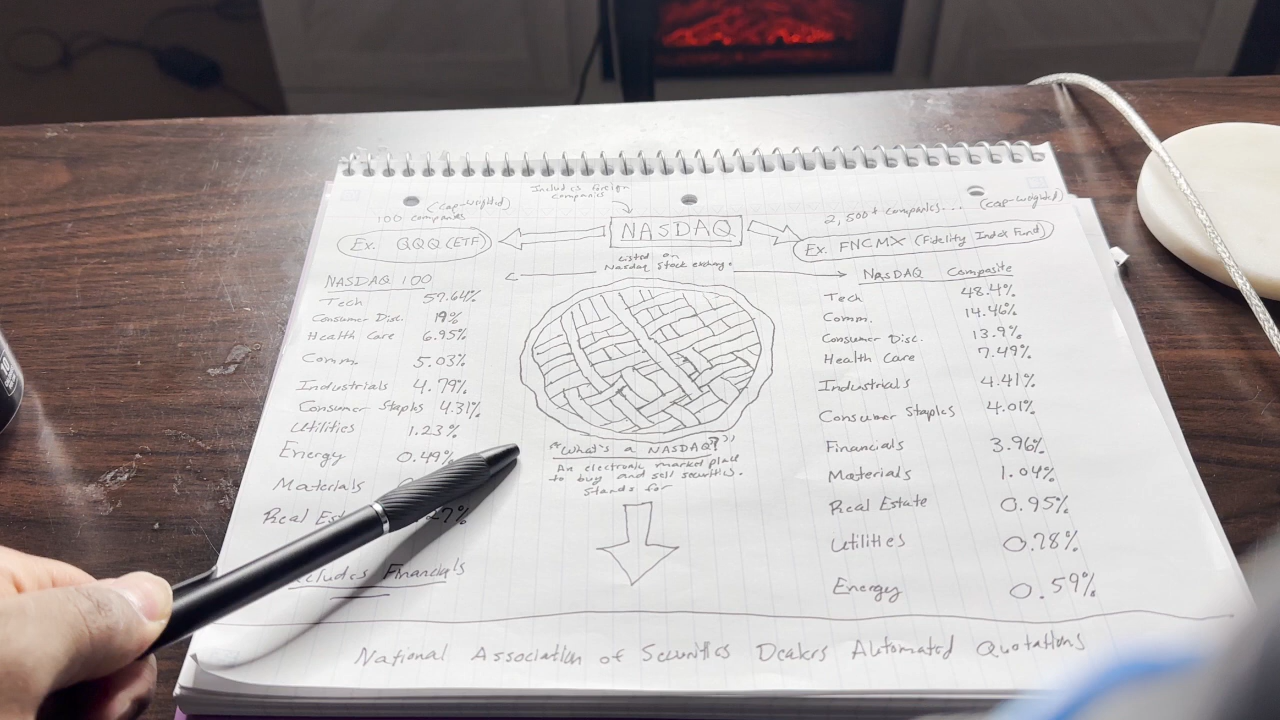 Includes foreign
companies
(cap-weighted)
100 companies
2,500+ companies... (cap-weighted)
NASDAQ
Ex. QQQ (ETF)
Ex. FNCMX (Fidelity Index Fund)
Listed on
Nasdaq Stock exchange
NASDAQ 100
Tech 57.64%
Consumer Disc. 19%
Health Care 6.95%
Comm. 5.03%
Industrials 4.79%
Consumer Staples 4.31%
Utilities 1.23%
Energy 0.49%
Materials
Real 27%
Financials
"What's a NASDAQ?"
An electronic market place
to buy and sell securities.
Stands for
NASDAQ Composite
Tech 48.4%
Comm. 14.46%
Consumer Disc. 13.9%
Health Care 7.49%
Industrials 4.41%
Consumer Staples 4.01%
Financials 3.96%
Materials 1.04%
Real Estate 0.95%
Utilities 0.78%
Energy 0.59%
National Association of Securities Dealers Automated Quotations